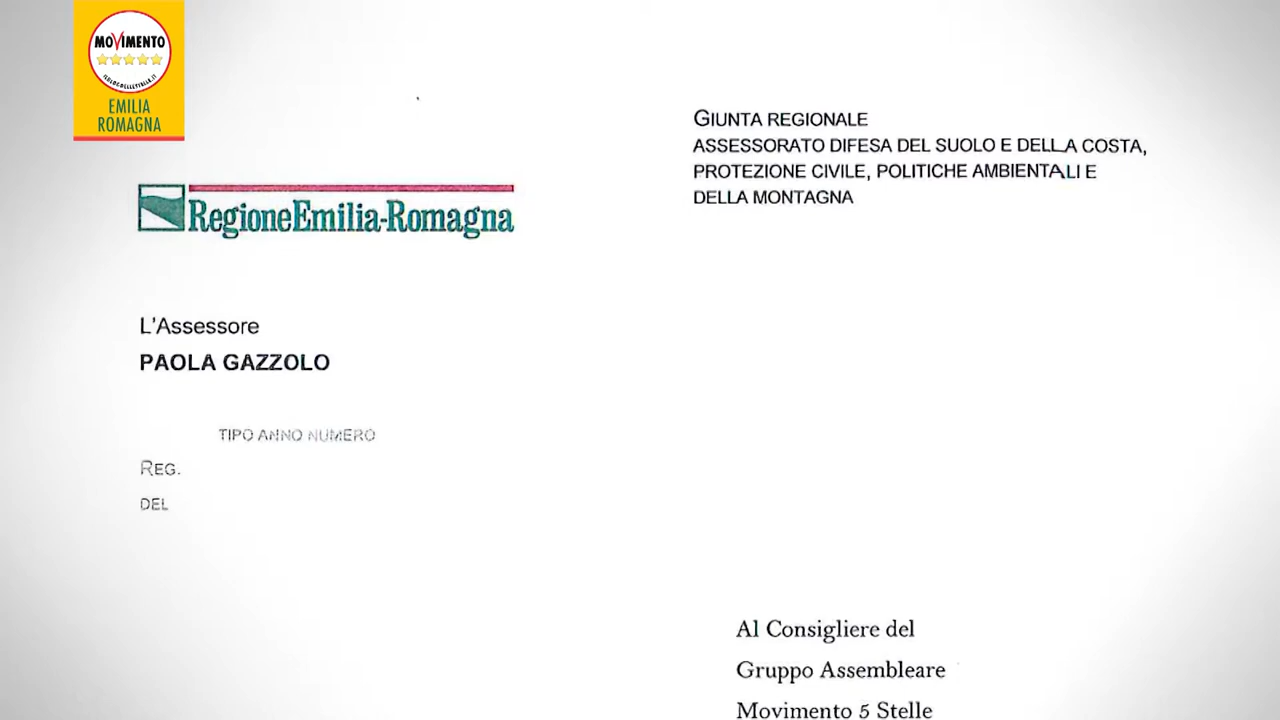 MOVIMENTO
EMILIA
ROMAGNA
GIUNTA REGIONALE
ASSESSORATO DIFESA DEL SUOLO E DELLA COSTA,
PROTEZIONE CIVILE, POLITICHE AMBIENTALI E
DELLA MONTAGNA
RegioneEmilia-Romagna
L'Assessore
PAOLA GAZZOLO
TIPO ANNO NUMERO
REG.
DEL
Al Consigliere del
Gruppo Assembleare
Movimento 5 Stelle